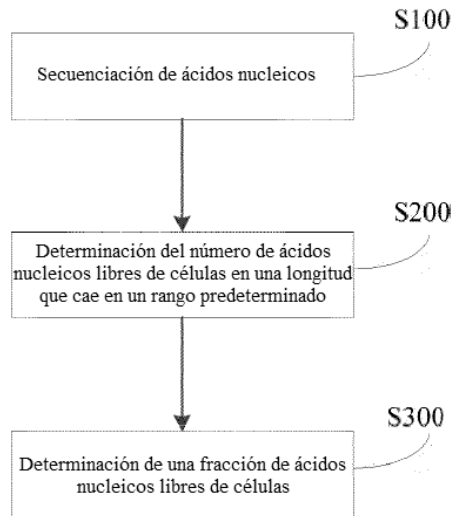 S100
Secuenciación de ácidos nucleicos
S200
Determinación del número de ácidos
nucleicos libres de células en una longitud
que cae en un rango predeterminado
S300
Determinación de una fracción de ácidos
nucleicos libres de células